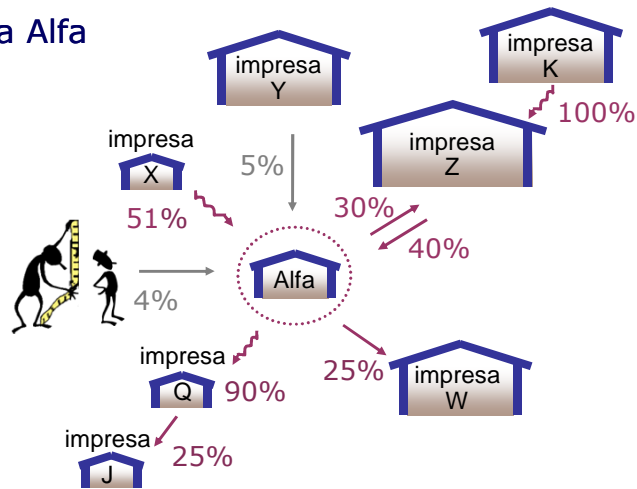 a Alfa
impresa
Y
impresa
K
100%
impresa
Z
impresa
X
5%
51%
30%
40%
Alfa
4%
impresa
Q
90%
25%
impresa
W
impresa
J
25%